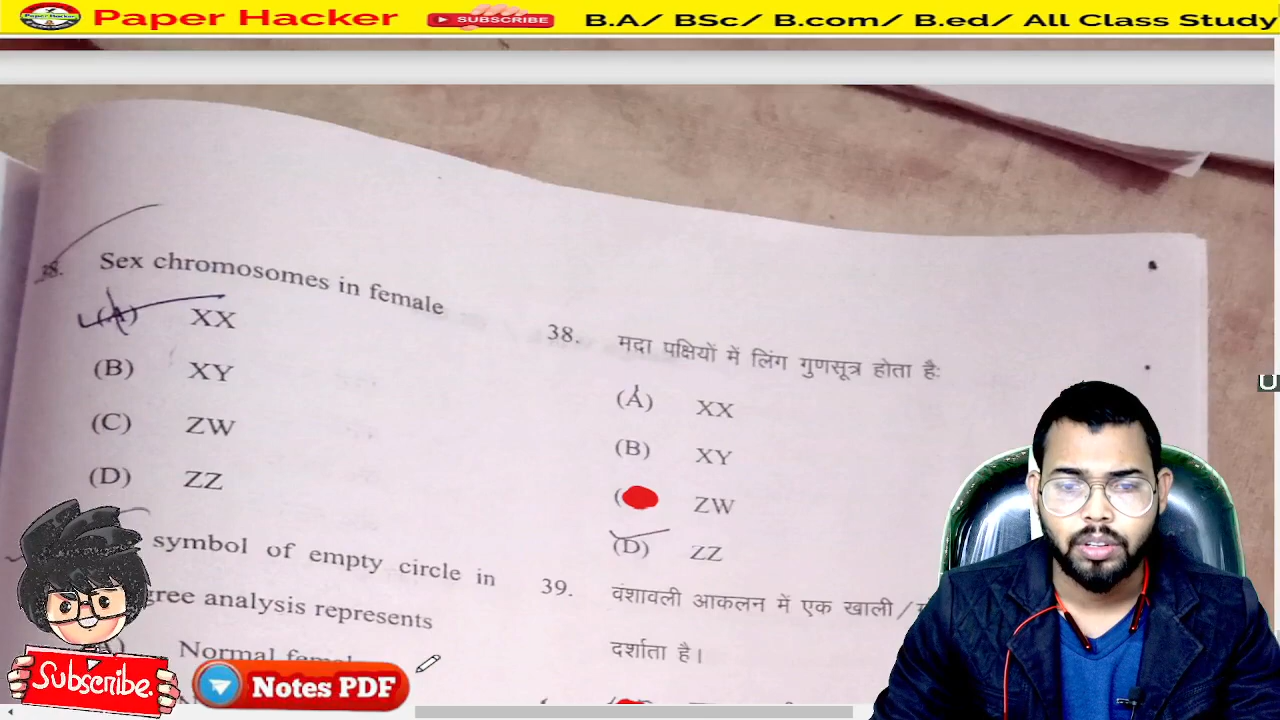 Paper Hacker
SUBSCRIBE
B.A/ BSc/ B.com/ B.ed/ All Class Study
38. Sex chromosomes in female
(A) XX
(B) XY
(C) ZW
(D) ZZ
symbol of empty circle in
gree analysis represents
Normal
38. मदा पक्षियों में लिंग गुणसूत्र होता हैः
(A) XX
(B) XY
( ZW
(D) ZZ
39. वंशावली आकलन में एक खाली/
दर्शाता है।
Subscribe.
Notes PDF
U